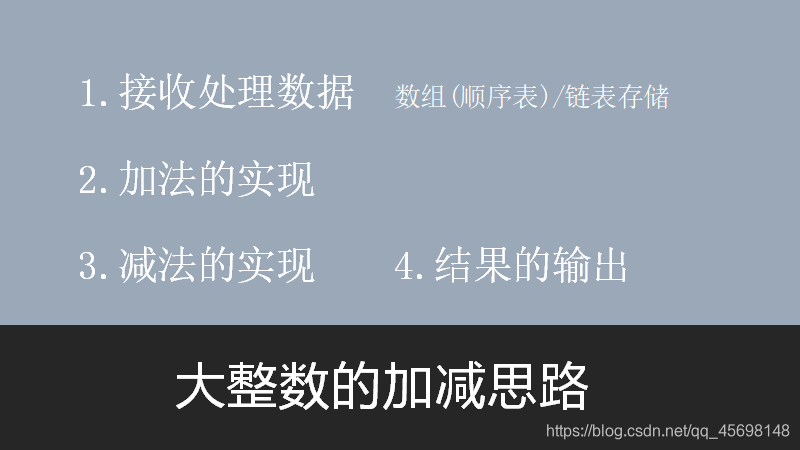 1.接收处理数据 数组(顺序表)/链表存储
2.加法的实现
3.减法的实现 4.结果的输出
大整数的加减思路
https://blog.csdn.net/qq_45698148